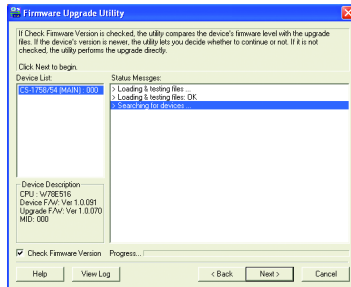 Firmware Upgrade Utility
If Check Firmware Version is checked, the utility compares the device's firmware level with the upgrade
files. If the device's version is newer, the utility lets you decide whether to continue or not. If it is not
checked, the utility performs the upgrade directly.
Click Next to begin.
Device List:
Status Messges:
CS-1758/54 (MAIN) : 000
> Loading & testing files ...
> Loading & testing files: OK
> Searching for devices ...
Device Description
CPU : W78E516
Device F/W: Ver 1.0.091
Upgrade F/W: Ver 1.0.070
MID: 000
Check Firmware Version
Progress...
Help
View Log
< Back
Next >
Cancel